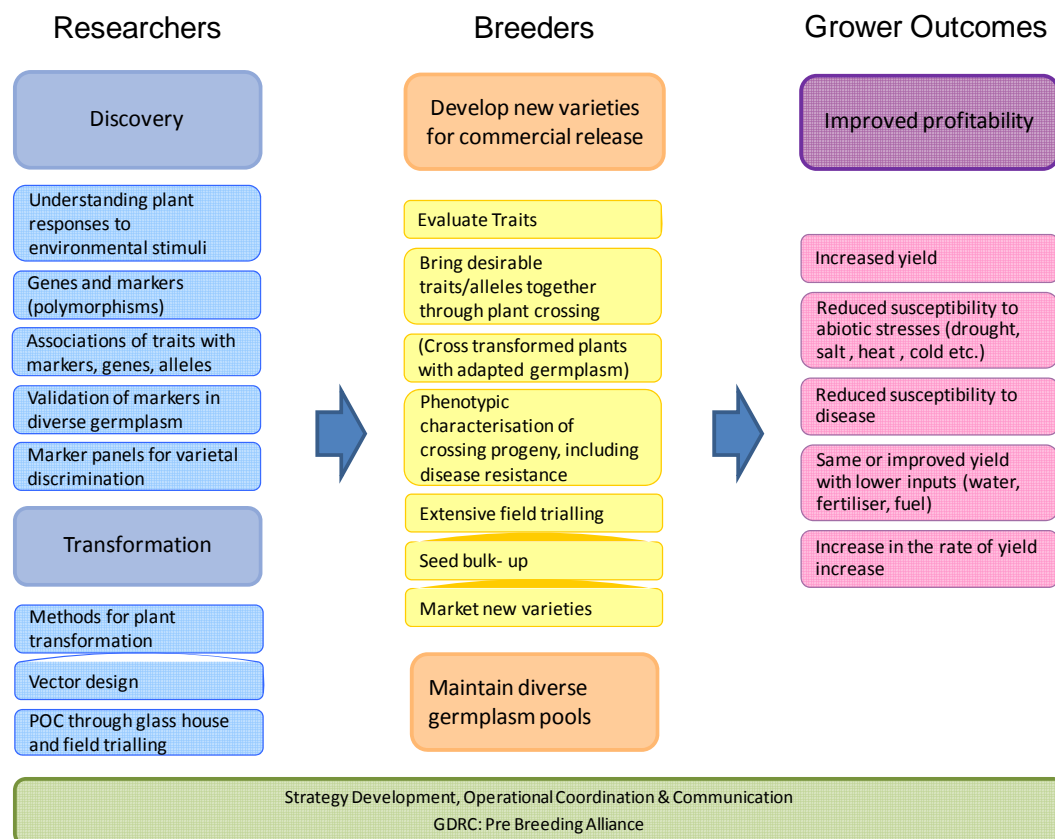 Researchers
Discovery
Understanding plant
responses to
environmental stimuli
Genes and markers
(polymorphisms)
Associations of traits with
markers, genes, alleles
Validation of markers in
diverse germplasm
Marker panels for varietal
discrimination
Transformation
Methods for plant
transformation
Vector design
POC through glass house
and field trialling
Breeders
Develop new varieties
for commercial release
Evaluate Traits
Bring desirable
traits/alleles together
through plant crossing
(Cross transformed plants
with adapted germplasm)
Phenotypic
characterisation of
crossing progeny, including
disease resistance
Extensive field trialling
Seed bulk- up
Market new varieties
Maintain diverse
germplasm pools
Grower Outcomes
Improved profitability
Increased yield
Reduced susceptibility to
abiotic stresses (drought,
salt , heat , cold etc.)
Reduced susceptibility to
disease
Same or improved yield
with lower inputs (water,
fertiliser, fuel)
Increase in the rate of yield
increase
Strategy Development, Operational Coordination & Communication
GDRC: Pre Breeding Alliance